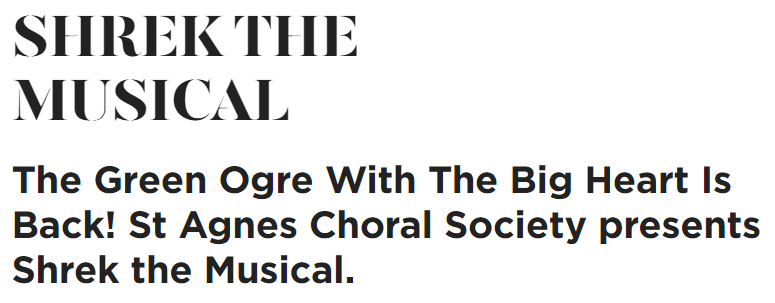 SHREK THE
MUSICAL
The Green Ogre With The Big Heart Is
Back! St Agnes Choral Society presents
Shrek the Musical.